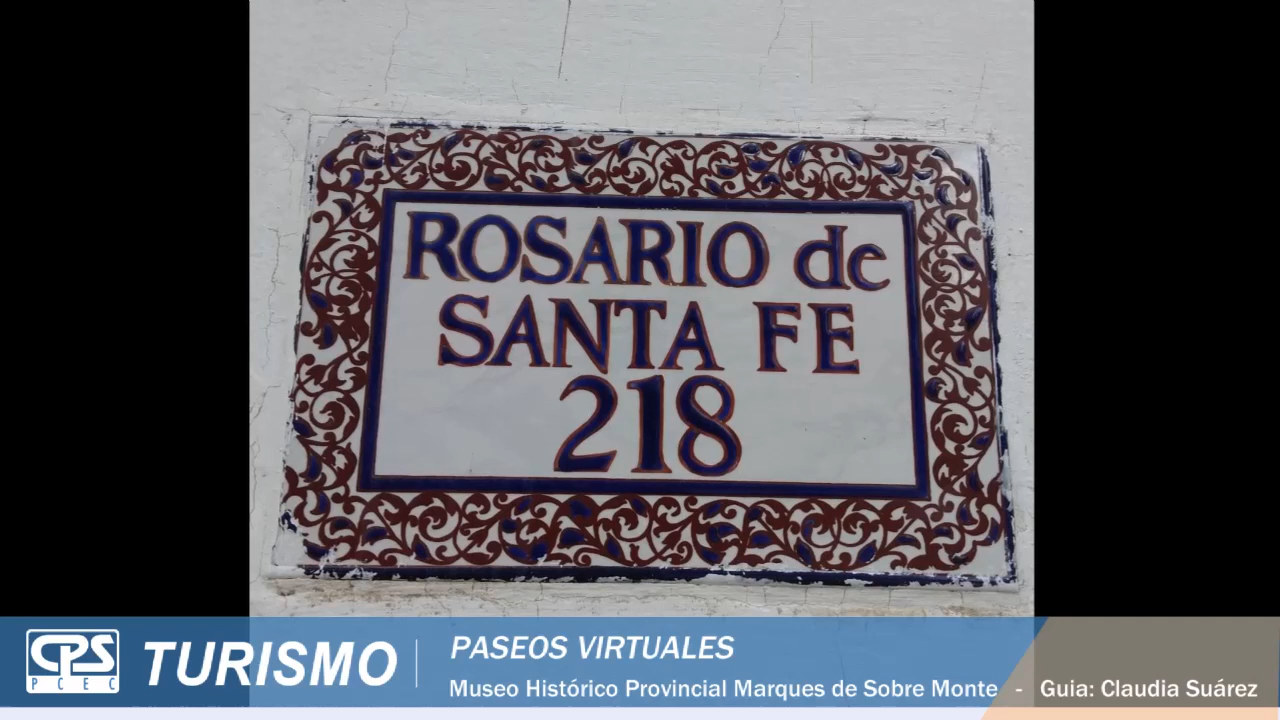 ROSARIO de
SANTA FE
218
CPS
PCEC
TURISMO
PASEOS VIRTUALES
Museo Histórico Provincial Marques de Sobre Monte - Guia: Claudia Suárez